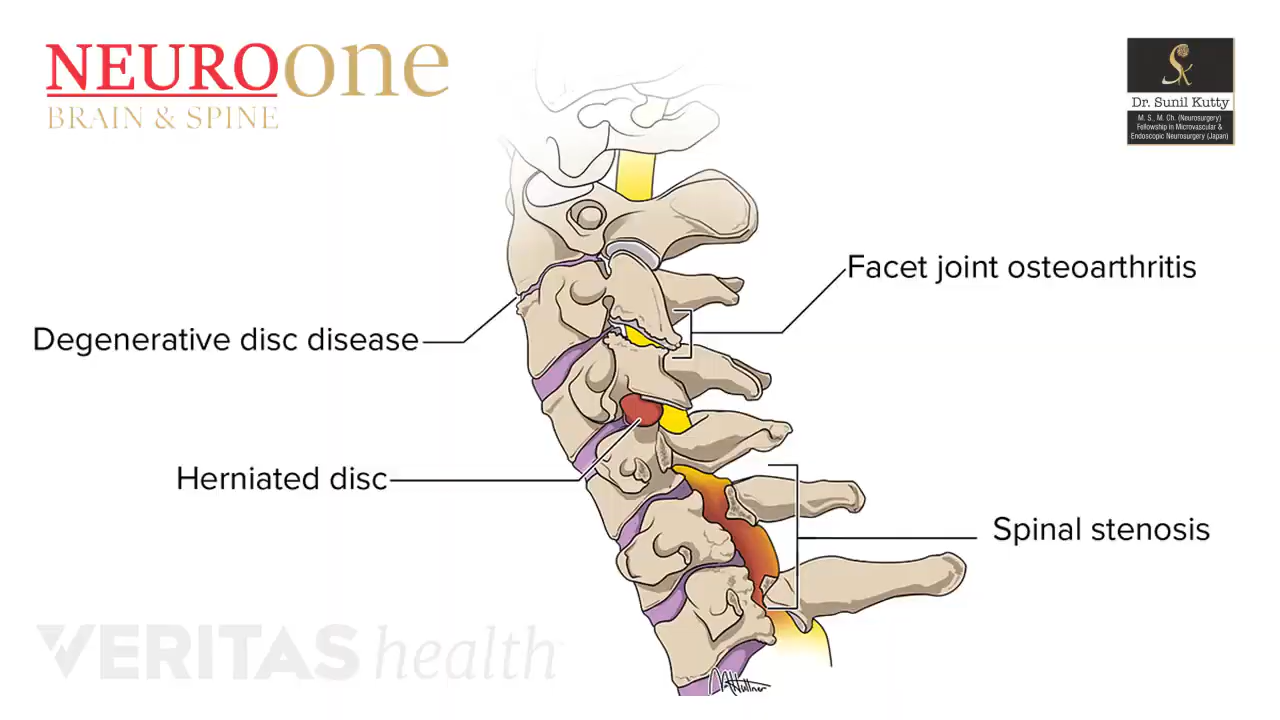 NEUROone
BRAIN & SPINE
Dr. Sunil Kutty
M. S., M. Ch. (Neurosurgery)
Fellowship in Microvascular &
Endoscopic Neurosurgery (Japan)
Facet joint osteoarthritis
Degenerative disc disease
Herniated disc
Spinal stenosis
VERITAS health